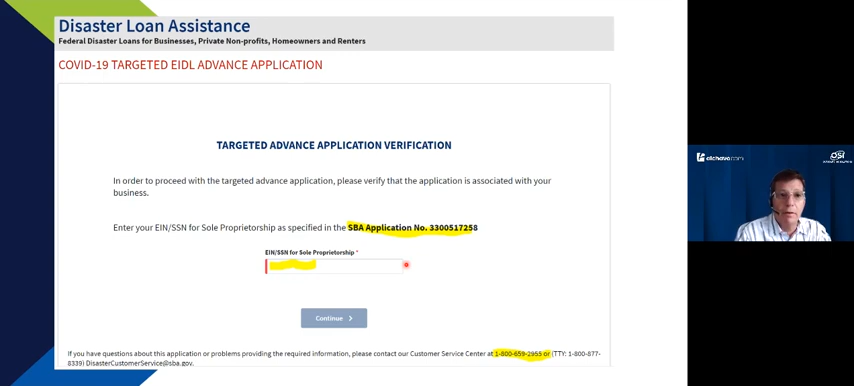 Disaster Loan Assistance
Federal Disaster Loans for Businesses, Private Non-profits, Homeowners and Renters
COVID-19 TARGETED EIDL ADVANCE APPLICATION
TARGETED ADVANCE APPLICATION VERIFICATION
In order to proceed with the targeted advance application, please verify that the application is associated with your
business.
Enter your EIN/SSN for Sole Proprietorship as specified in the SBA Application No. 3300517258
EIN/SSN for Sole Proprietorship *
Continue
If you have questions about this application or problems providing the required information, please contact our Customer Service Center at 1-800-659-2955 or (TTY: 1-800-877-
8339) DisasterCustomerService@sba.gov.
alchavo.com
OSI